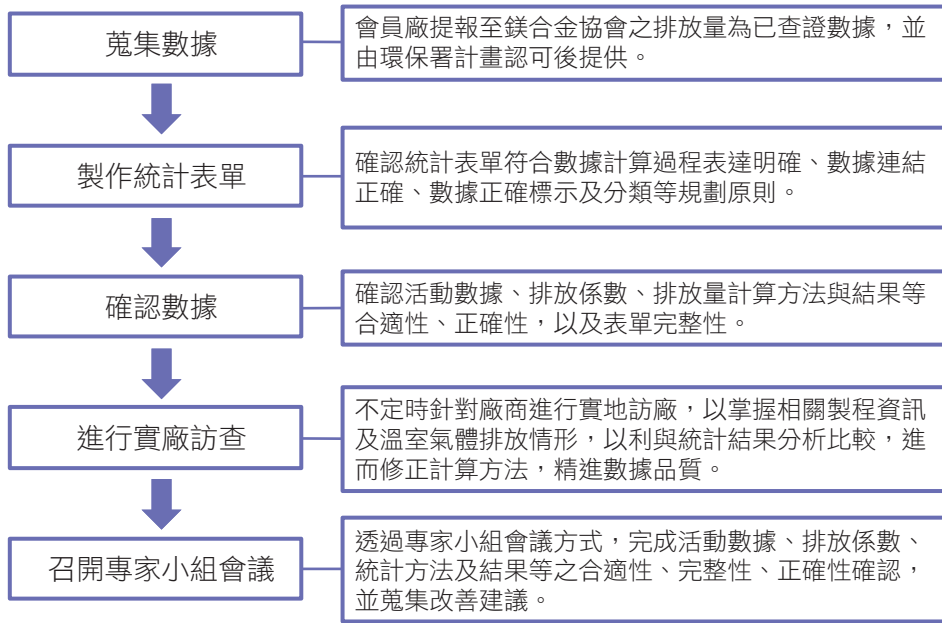 蒐集數據
會員廠提報至鎂合金協會之排放量為已查證數據，並
由環保署計畫認可後提供。
製作統計表單
確認統計表單符合數據計算過程表達明確、數據連結
正確、數據正確標示及分類等規劃原則。
確認數據
確認活動數據、排放係數、排放量計算方法與結果等
合適性、正確性，以及表單完整性。
進行實廠訪查
不定時針對廠商進行實地訪廠，以掌握相關製程資訊
及溫室氣體排放情形，以利與統計結果分析比較，進
而修正計算方法，精進數據品質。
召開專家小組會議
透過專家小組會議方式，完成活動數據、排放係數、
統計方法及結果等之合適性、完整性、正確性確認，
並蒐集改善建議。